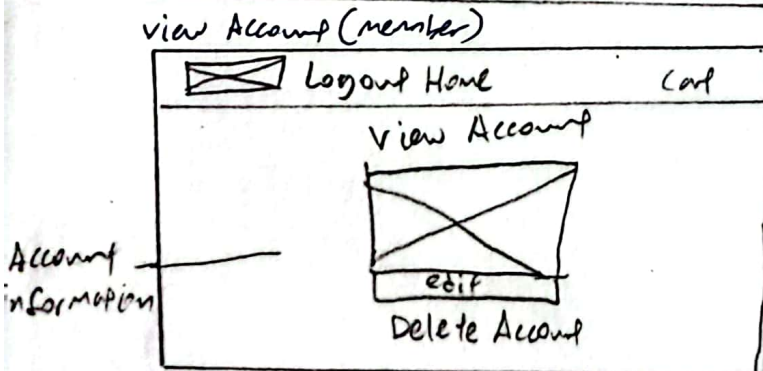 View Account (member)
Logout Home Cart
View Account
Account
information
edit
Delete Account